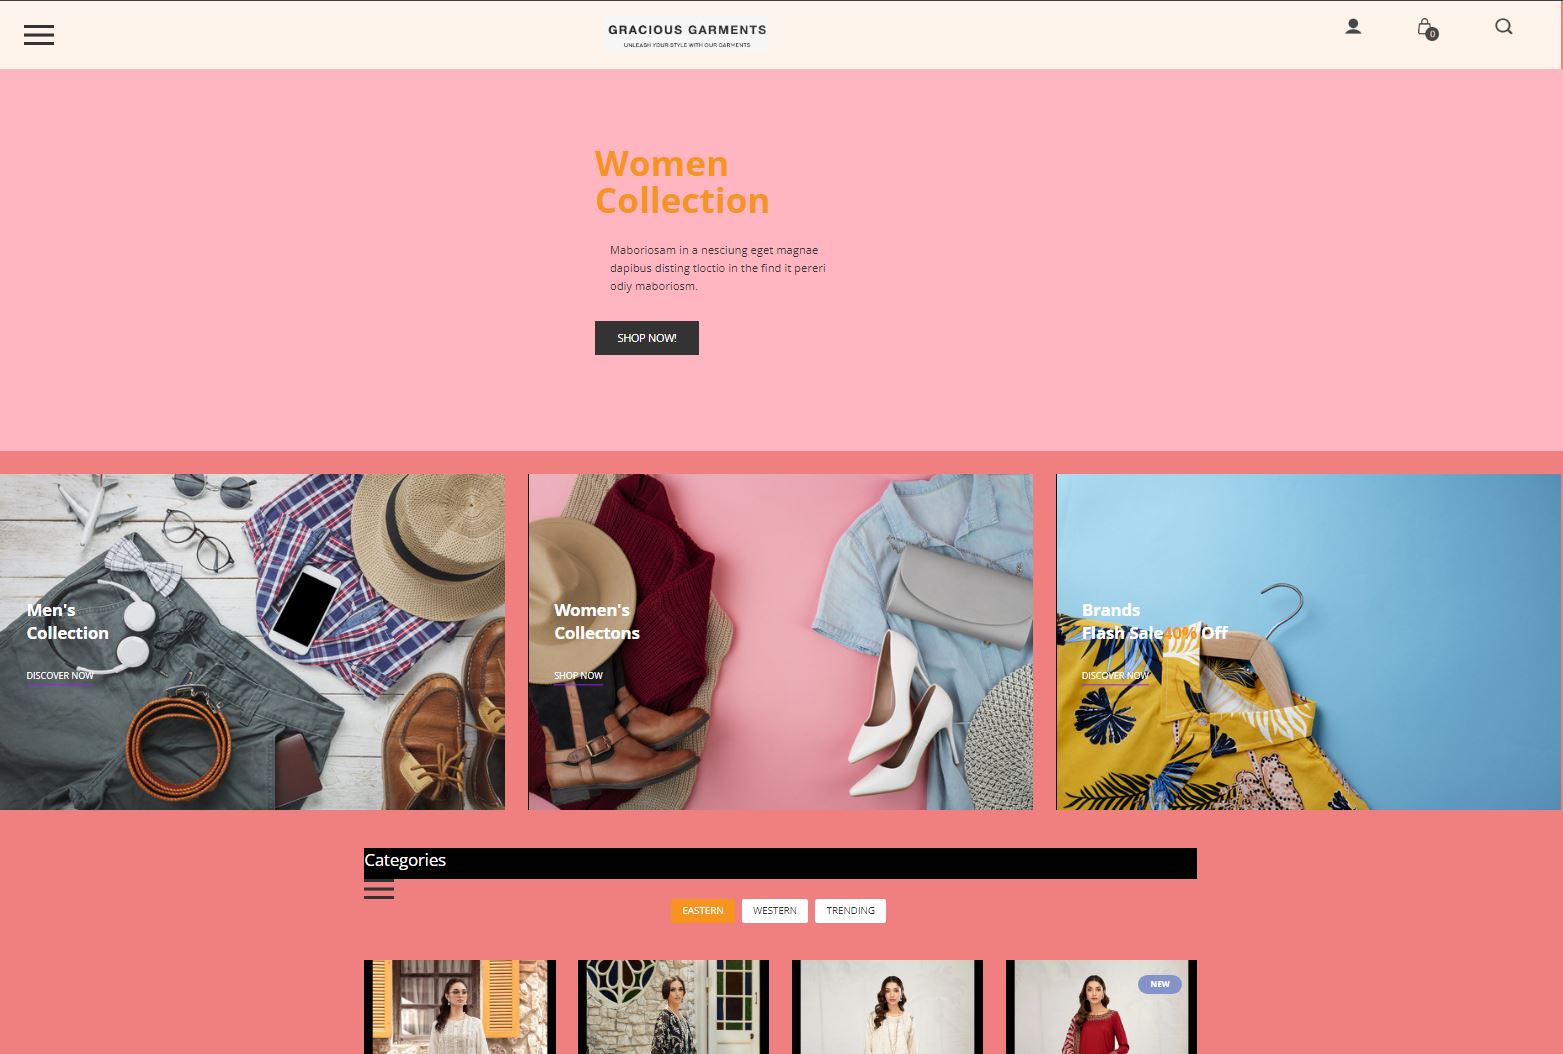 GRACIOUS GARMENTS
UNLEASH YOUR STYLE WITH OUR GARMENTS
0
Women
Collection
Maboriosam in a nesciung eget magnae
dapibus disting tloctio in the find it pereri
odiy maboriosm.
SHOP NOW!
Men's
Collection
DISCOVER NOW
Women's
Collectons
SHOP NOW
Brands
Flash Sale40% Off
DISCOVER NOW
Categories
EASTERN
WESTERN
TRENDING
NEW